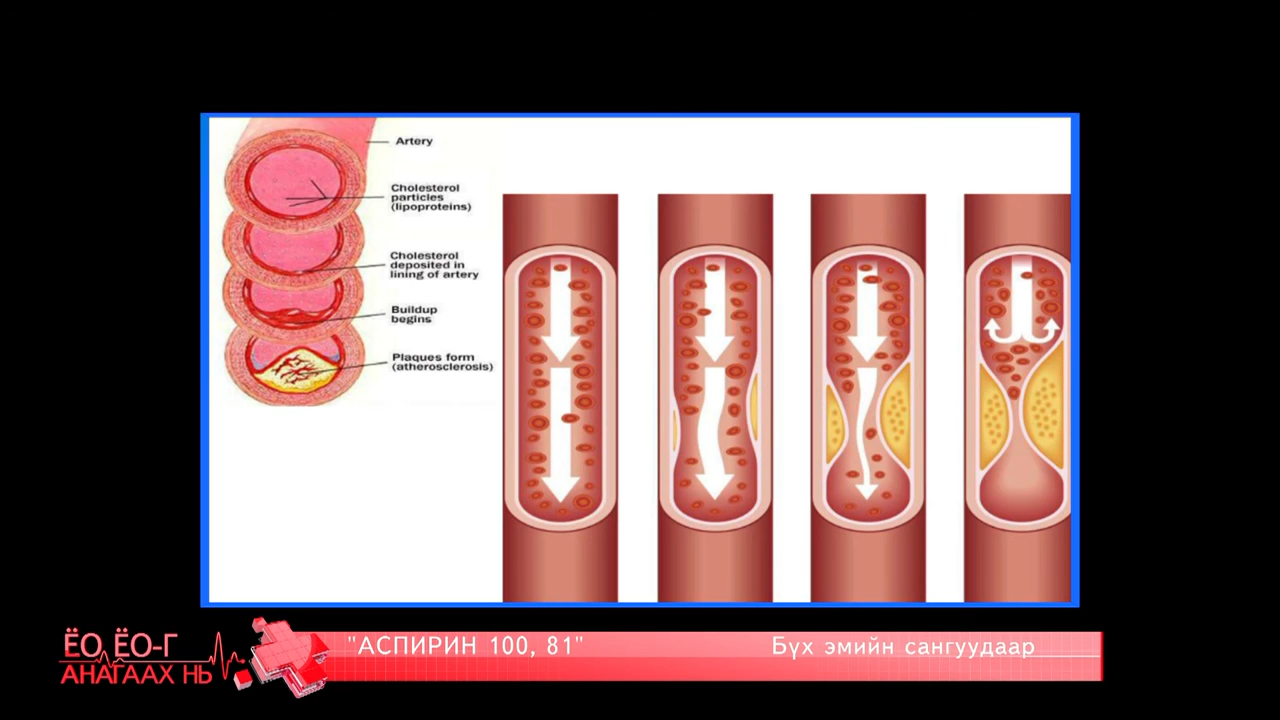 Artery
Cholesterol
particles
(lipoproteins)
Cholesterol
deposited in
lining of artery
Buildup
begins
Plaques form
(atherosclerosis)
ЁО ЁО-Г
АНАГААХ НЬ
"АСПИРИН 100, 81"
Бүх эмийн сангуудаар